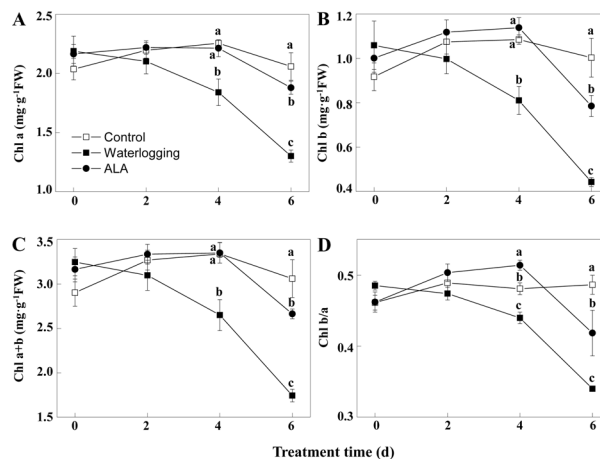 A
Chl a (mg·g-1FW)
2.5
2.0
1.5
1.0
a
a
a
b
b
c
Control
Waterlogging
ALA
0
2
4
6
B
Chl b (mg·g-1FW)
1.2
1.0
0.8
0.6
0.4
a
a
a
b
b
c
0
2
4
6
C
Chl a+b (mg·g-1FW)
3.5
3.0
2.5
2.0
1.5
a
a
a
b
b
c
0
2
4
6
D
Chl b/a
0.5
0.4
0.3
a
b
c
a
b
c
0
2
4
6
Treatment time (d)